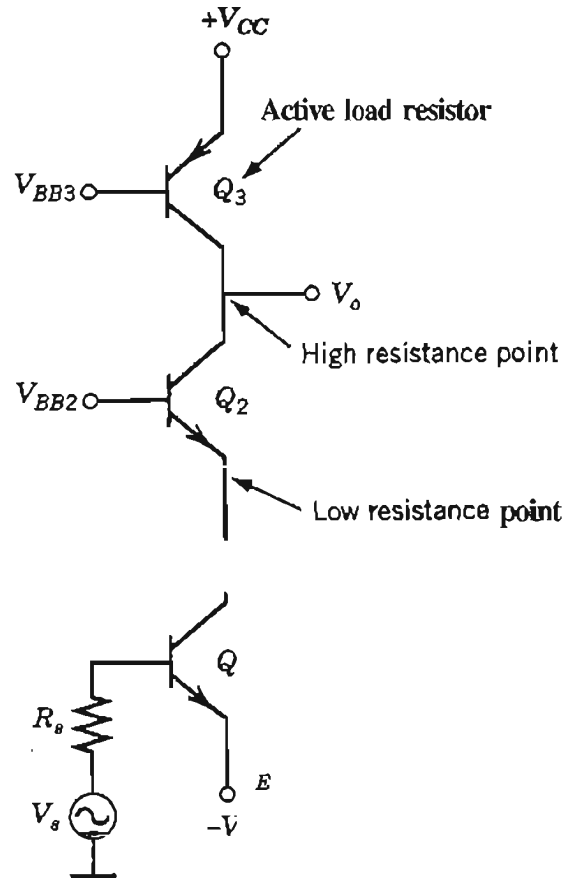 +V_CC
Active load resistor
V_BB3
Q_3
V_o
High resistance point
V_BB2
Q_2
Low resistance point
Q
R_s
E
V_s
-V